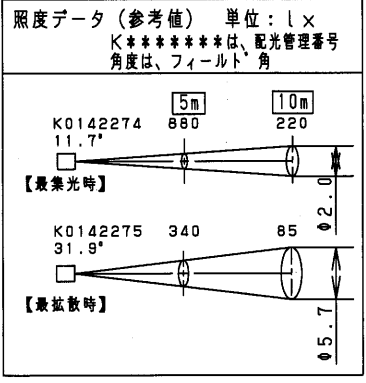 照度データ (参考値) 単位:lx
K*******は、配光管理番号
角度は、フィールド角
5m 10m
K0142274 880 220
11.7°
【最集光時】
φ2.0
K0142275 340 85
31.9°
【最拡散時】
φ5.7